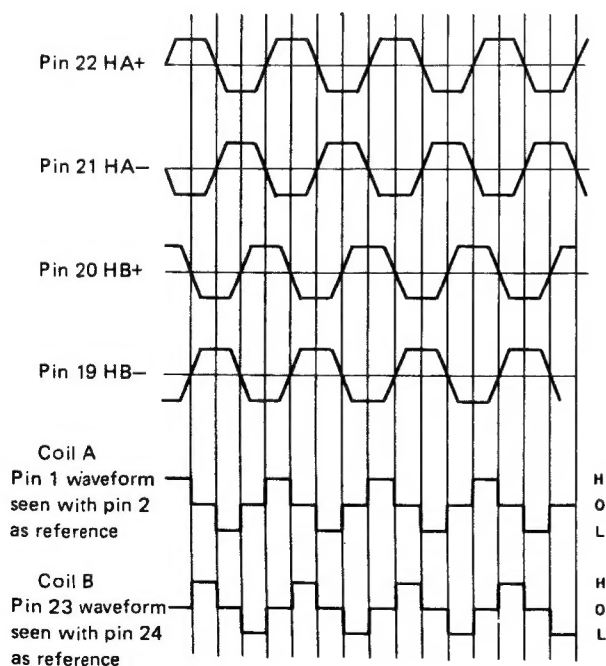 Pin 22 HA+
Pin 21 HA−
Pin 20 HB+
Pin 19 HB−
Coil A
Pin 1 waveform
seen with pin 2
as reference
H
O
L
Coil B
Pin 23 waveform
seen with pin 24
as reference
H
O
L